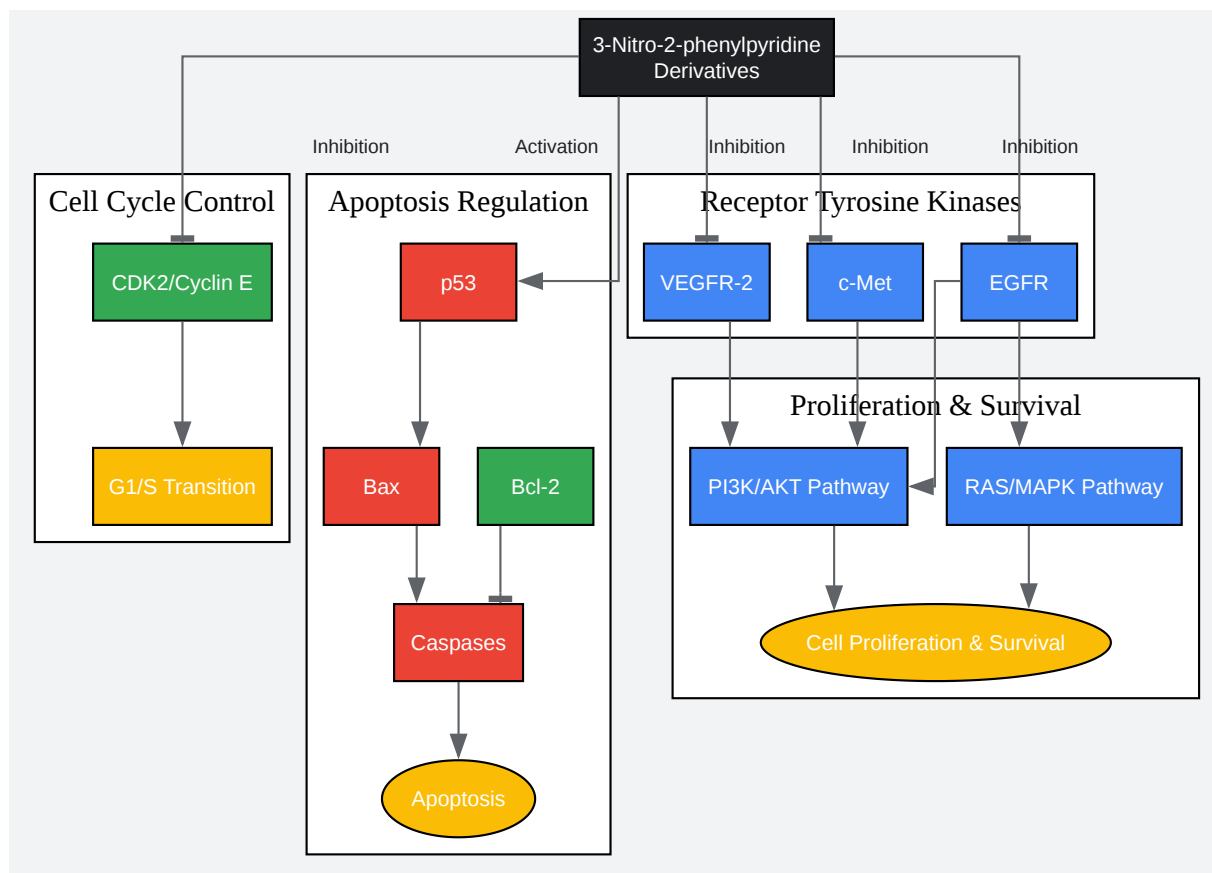 3-Nitro-2-phenylpyridine
Derivatives
Inhibition
Activation
Inhibition
Inhibition
Inhibition
Cell Cycle Control
Apoptosis Regulation
Receptor Tyrosine Kinases
CDK2/Cyclin E
p53
VEGFR-2
c-Met
EGFR
Proliferation & Survival
G1/S Transition
Bax
Bcl-2
PI3K/AKT Pathway
RAS/MAPK Pathway
Caspases
Cell Proliferation & Survival
Apoptosis